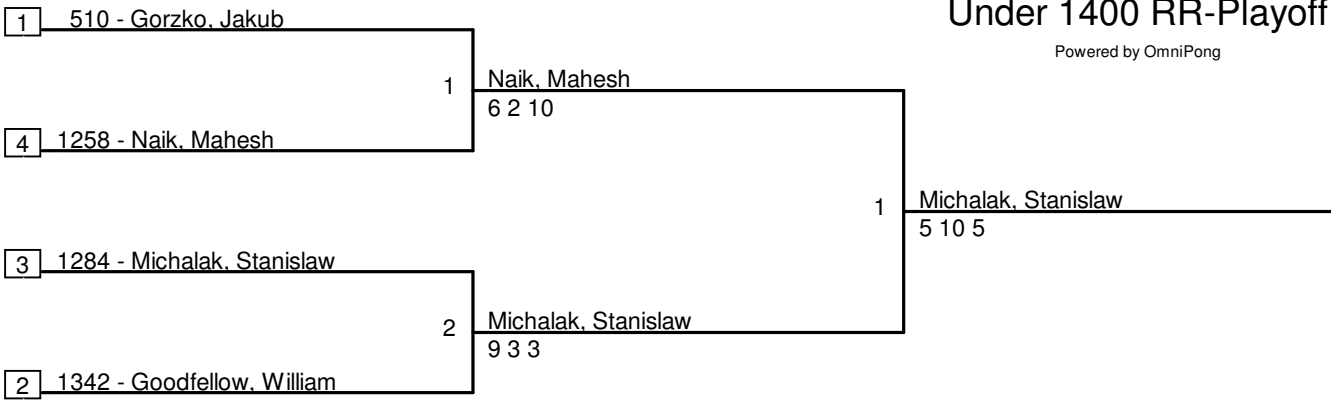 Under 1400 RR-Playoff
Powered by OmniPong
1 510 - Gorzko, Jakub
1 Naik, Mahesh
6 2 10
4 1258 - Naik, Mahesh
1 Michalak, Stanislaw
5 10 5
3 1284 - Michalak, Stanislaw
2 Michalak, Stanislaw
9 3 3
2 1342 - Goodfellow, William